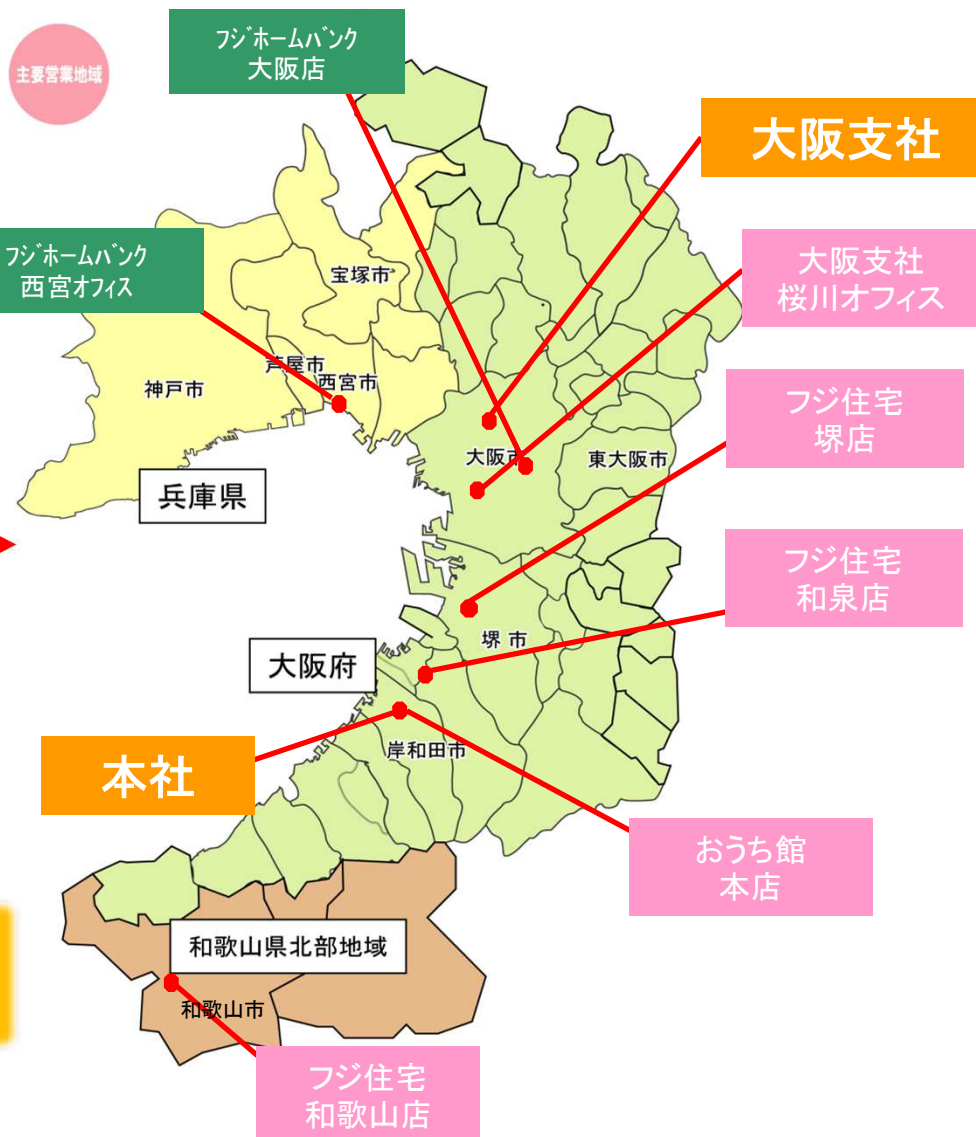 主要営業地域
ﾌｼﾞﾎｰﾑﾊﾞﾝｸ
大阪店
大阪支社
ﾌｼﾞﾎｰﾑﾊﾞﾝｸ
西宮ｵﾌｨｽ
大阪支社
桜川オフィス
宝塚市
芦屋市
西宮市
神戸市
フジ住宅
堺店
大阪市
東大阪市
兵庫県
フジ住宅
和泉店
堺市
大阪府
岸和田市
本社
おうち館
本店
和歌山県北部地域
和歌山市
フジ住宅
和歌山店